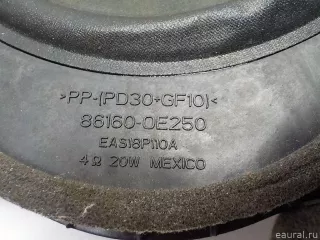 >PP-(PD30+GF10)<
86160-0E250
EAS18P110A
4Ω 20W MEXICO
eaural.ru